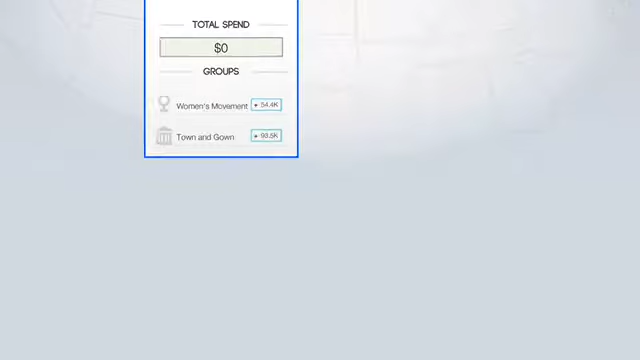 TOTAL SPEND
$0
GROUPS
Women's Movement ▸ 54.4K
Town and Gown ▸ 93.5K